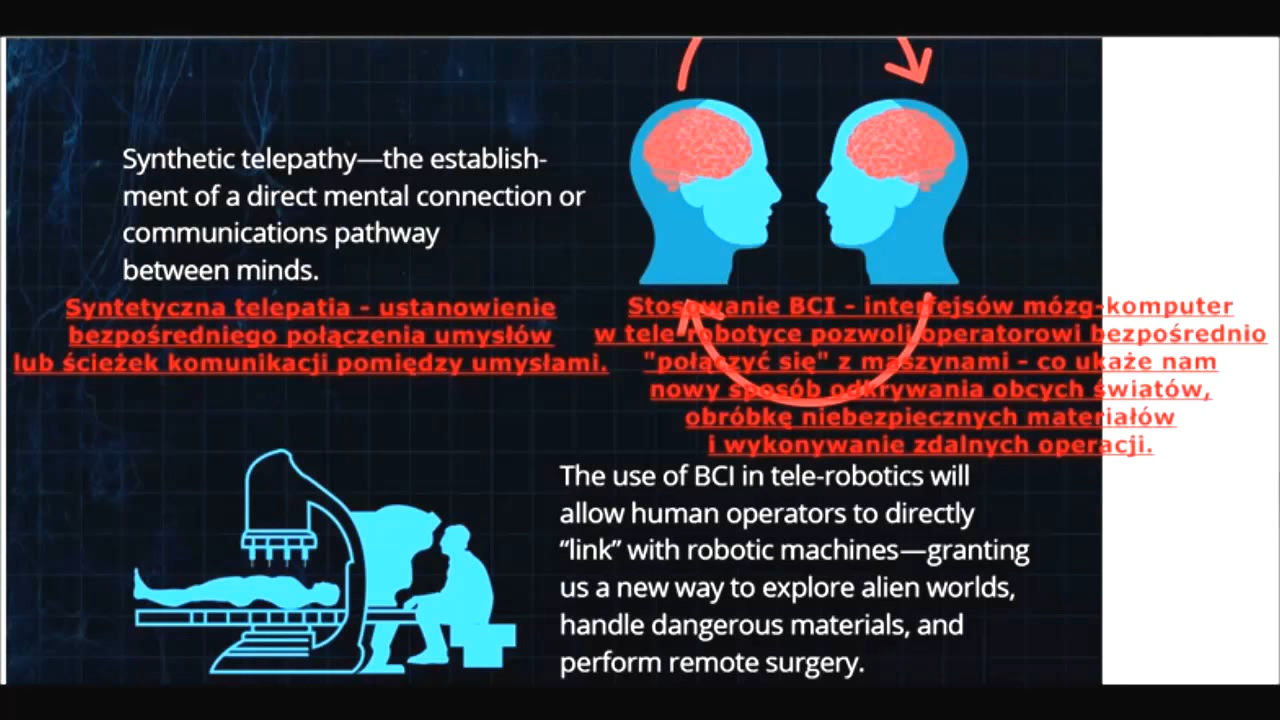 Synthetic telepathy—the establish-
ment of a direct mental connection or
communications pathway
between minds.
Syntetyczna telepatia - ustanowienie
bezpośredniego połączenia umysłów
lub ścieżek komunikacji pomiędzy umysłami.
Stosowanie BCI - interfejsów mózg-komputer
w tele-robotyce pozwoli operatorowi bezpośrednio
"połączyć się" z maszynami - co ukaże nam
nowy sposób odkrywania obcych światów,
obróbkę niebezpiecznych materiałów
i wykonywanie zdalnych operacji.
The use of BCI in tele-robotics will
allow human operators to directly
“link” with robotic machines—granting
us a new way to explore alien worlds,
handle dangerous materials, and
perform remote surgery.